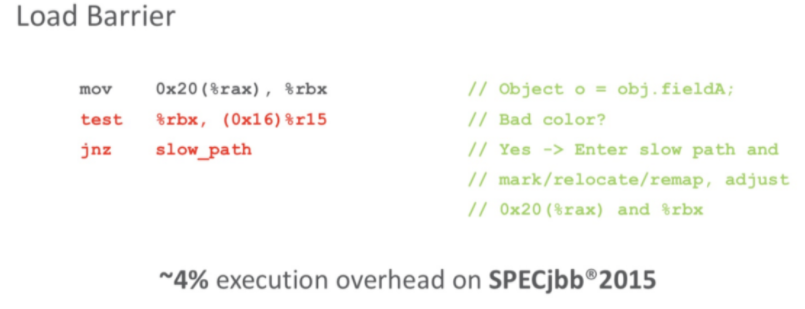 Load Barrier
mov 0x20(%rax), %rbx // Object o = obj.fieldA;
test %rbx, (0x16)%r15 // Bad color?
jnz slow_path // Yes -> Enter slow path and
// mark/relocate/remap, adjust
// 0x20(%rax) and %rbx
~4% execution overhead on SPECjbb®2015